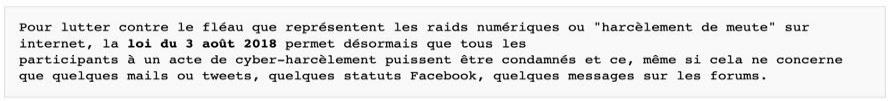 Pour lutter contre le fléau que représentent les raids numériques ou "harcèlement de meute" sur
internet, la loi du 3 août 2018 permet désormais que tous les
participants à un acte de cyber-harcèlement puissent être condamnés et ce, même si cela ne concerne
que quelques mails ou tweets, quelques statuts Facebook, quelques messages sur les forums.